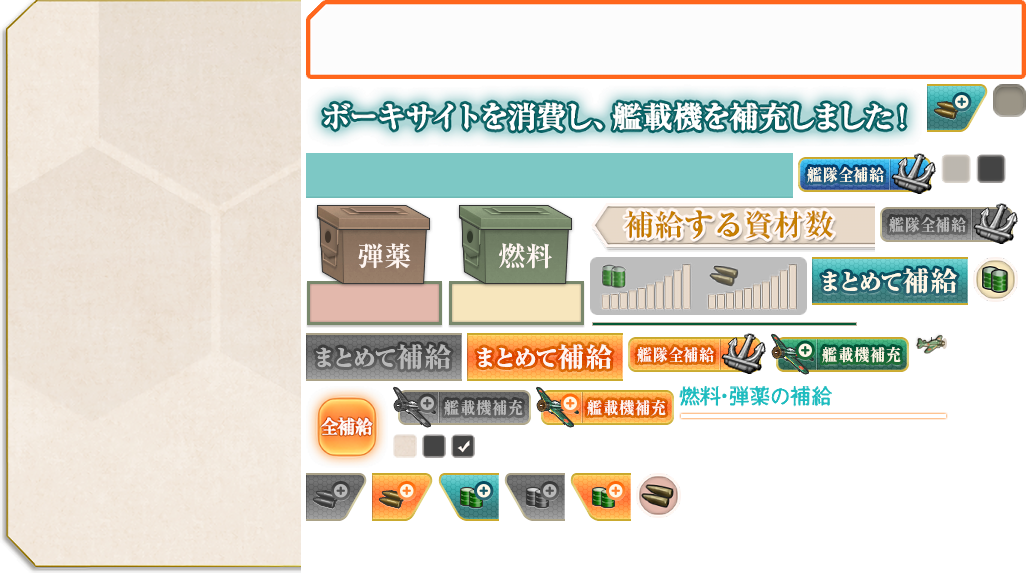 ボーキサイトを消費し、艦載機を補充しました！
艦隊全補給
弾薬
燃料
補給する資材数
艦隊全補給
まとめて補給
まとめて補給
まとめて補給
艦隊全補給
艦載機補充
全補給
艦載機補充
艦載機補充
燃料・弾薬の補給